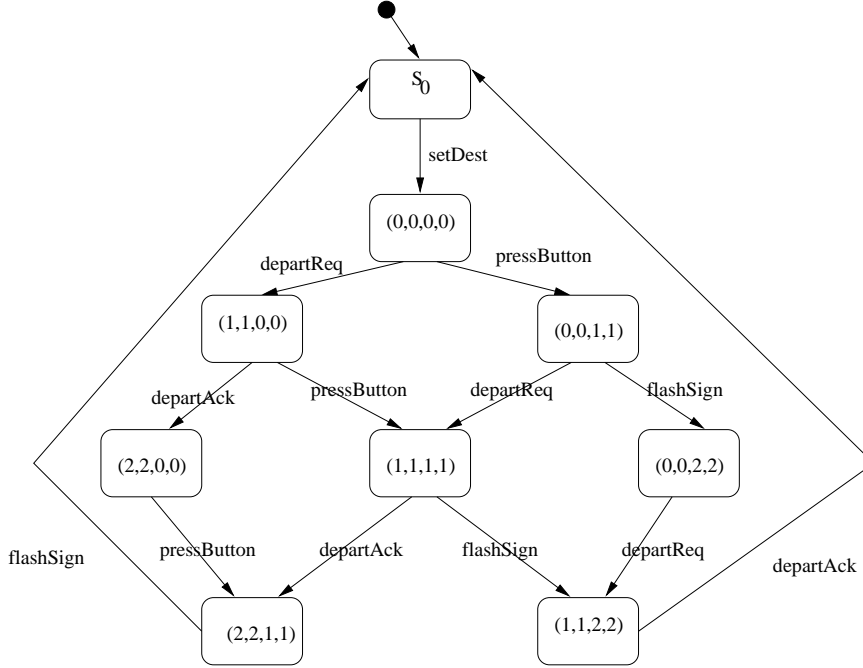 S0
setDest
(0,0,0,0)
departReq
pressButton
(1,1,0,0)
(0,0,1,1)
departAck
pressButton
departReq
flashSign
(2,2,0,0)
(1,1,1,1)
(0,0,2,2)
flashSign
pressButton
departAck
flashSign
departReq
departAck
(2,2,1,1)
(1,1,2,2)